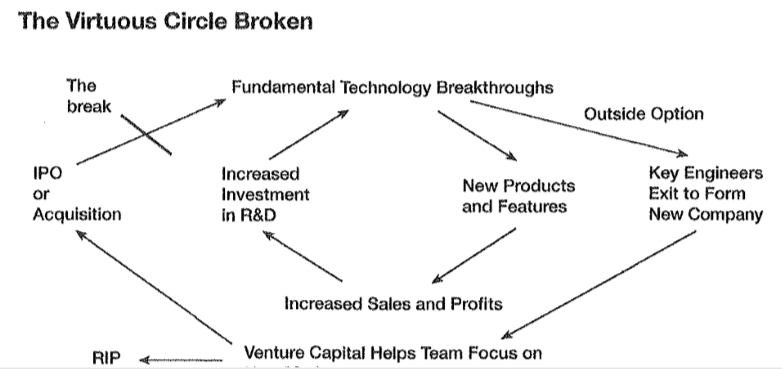 The Virtuous Circle Broken
The
break
Fundamental Technology Breakthroughs
Outside Option
IPO
or
Acquisition
Increased
Investment
in R&D
New Products
and Features
Key Engineers
Exit to Form
New Company
Increased Sales and Profits
RIP
Venture Capital Helps Team Focus on